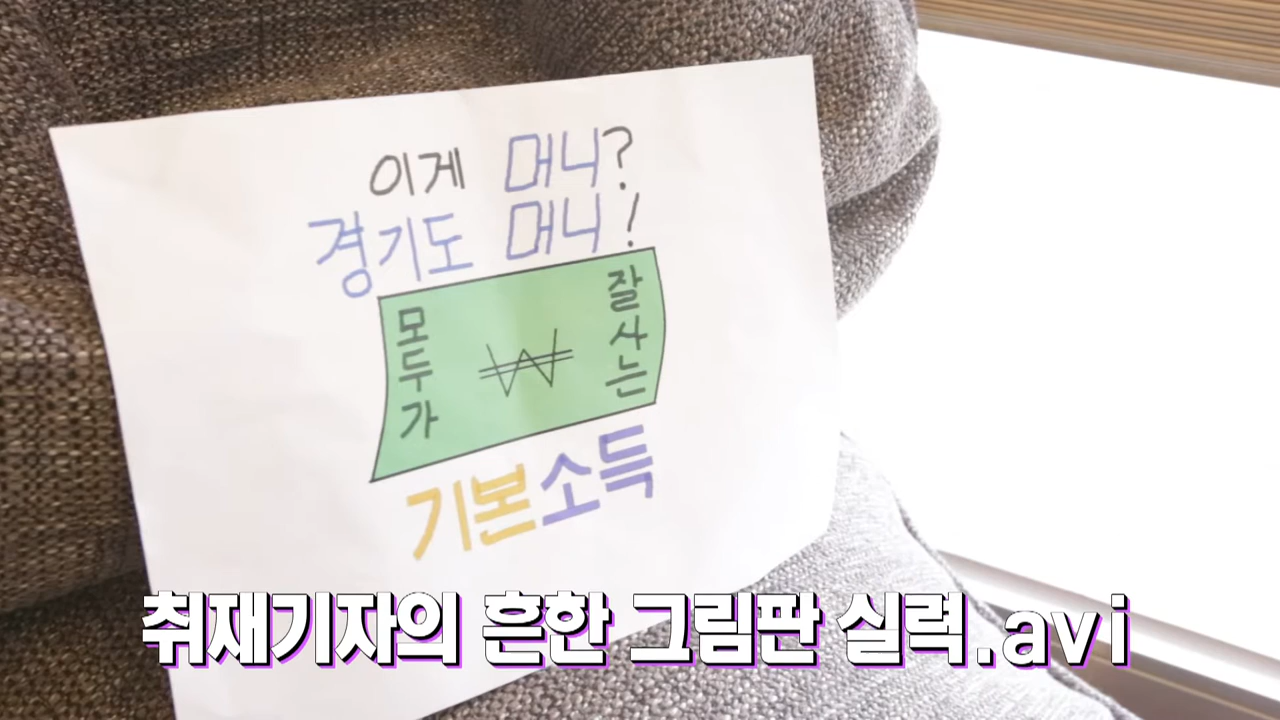 이게 머니?
경기도 머니!
모두가
₩
잘사는
기본소득
취재기자의 흔한 그림판 실력.avi